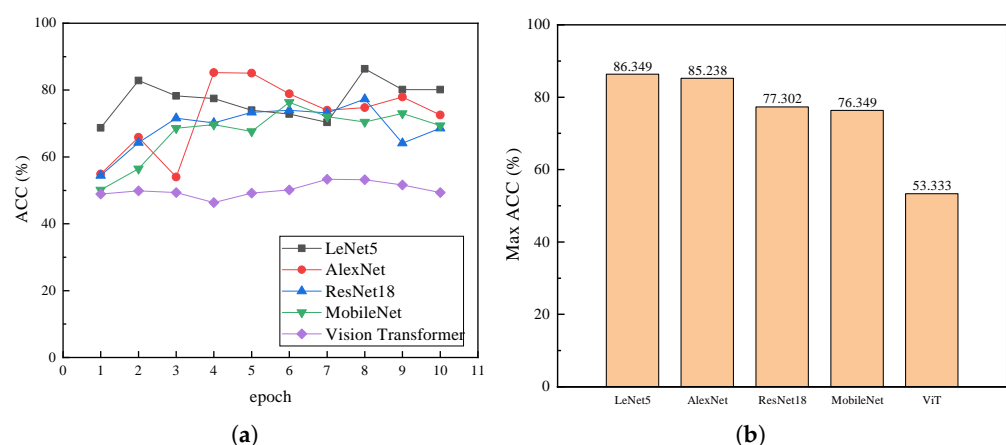 ACC (%)
100
80
60
40
20
0
0 1 2 3 4 5 6 7 8 9 10 11
epoch
LeNet5
AlexNet
ResNet18
MobileNet
Vision Transformer
(a)
Max ACC (%)
100
80
60
40
20
0
86.349
85.238
77.302
76.349
53.333
LeNet5 AlexNet ResNet18 MobileNet ViT
(b)